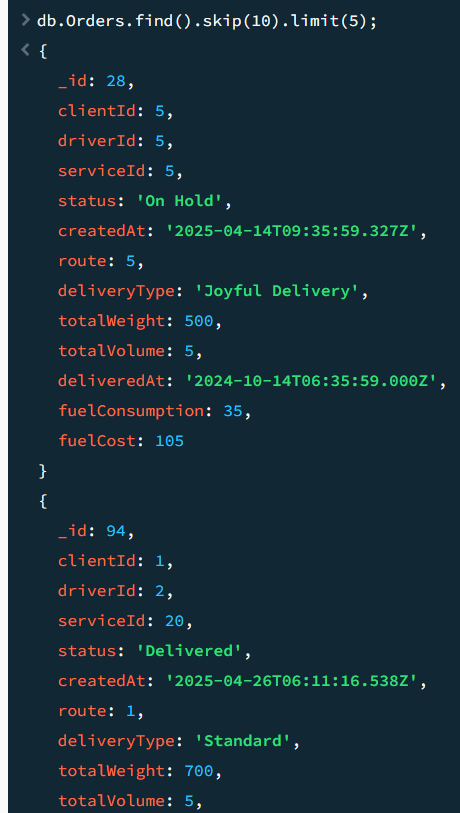 > db.Orders.find().skip(10).limit(5);
< {
_id: 28,
clientId: 5,
driverId: 5,
serviceId: 5,
status: 'On Hold',
createdAt: '2025-04-14T09:35:59.327Z',
route: 5,
deliveryType: 'Joyful Delivery',
totalWeight: 500,
totalVolume: 5,
deliveredAt: '2024-10-14T06:35:59.000Z',
fuelConsumption: 35,
fuelCost: 105
}
{
_id: 94,
clientId: 1,
driverId: 2,
serviceId: 20,
status: 'Delivered',
createdAt: '2025-04-26T06:11:16.538Z',
route: 1,
deliveryType: 'Standard',
totalWeight: 700,
totalVolume: 5,